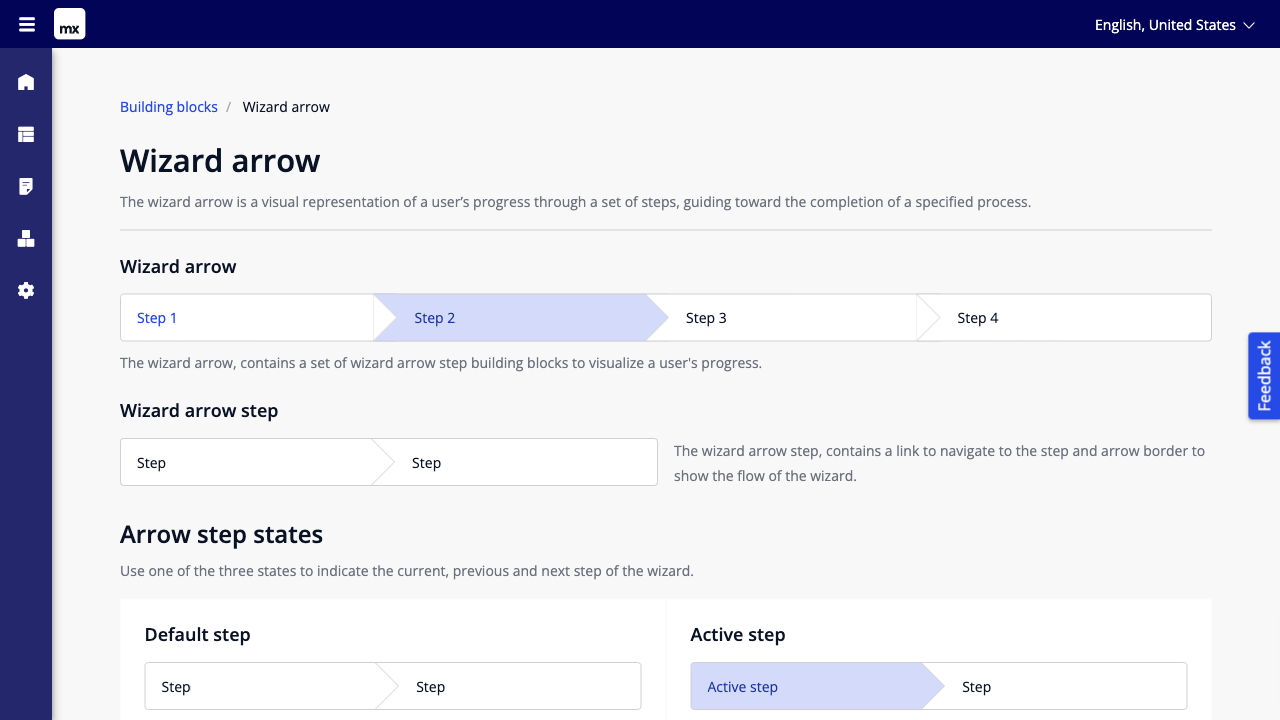 mx
English, United States
Building blocks / Wizard arrow
Wizard arrow
The wizard arrow is a visual representation of a user’s progress through a set of steps, guiding toward the completion of a specified process.
Wizard arrow
Step 1 Step 2 Step 3 Step 4
The wizard arrow, contains a set of wizard arrow step building blocks to visualize a user's progress.
Feedback
Wizard arrow step
Step Step
The wizard arrow step, contains a link to navigate to the step and arrow border to
show the flow of the wizard.
Arrow step states
Use one of the three states to indicate the current, previous and next step of the wizard.
Default step
Step Step
Active step
Active step Step